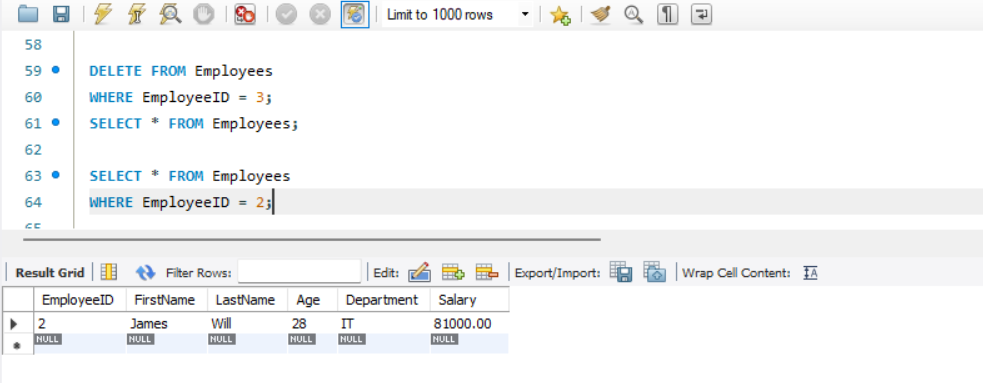 Limit to 1000 rows
58
59 DELETE FROM Employees
60 WHERE EmployeeID = 3;
61 SELECT * FROM Employees;
62
63 SELECT * FROM Employees
64 WHERE EmployeeID = 2;
65
Result Grid Filter Rows: Edit: Export/Import: Wrap Cell Content: IA
EmployeeID FirstName LastName Age Department Salary
2 James Will 28 IT 81000.00
NULL NULL NULL NULL NULL NULL